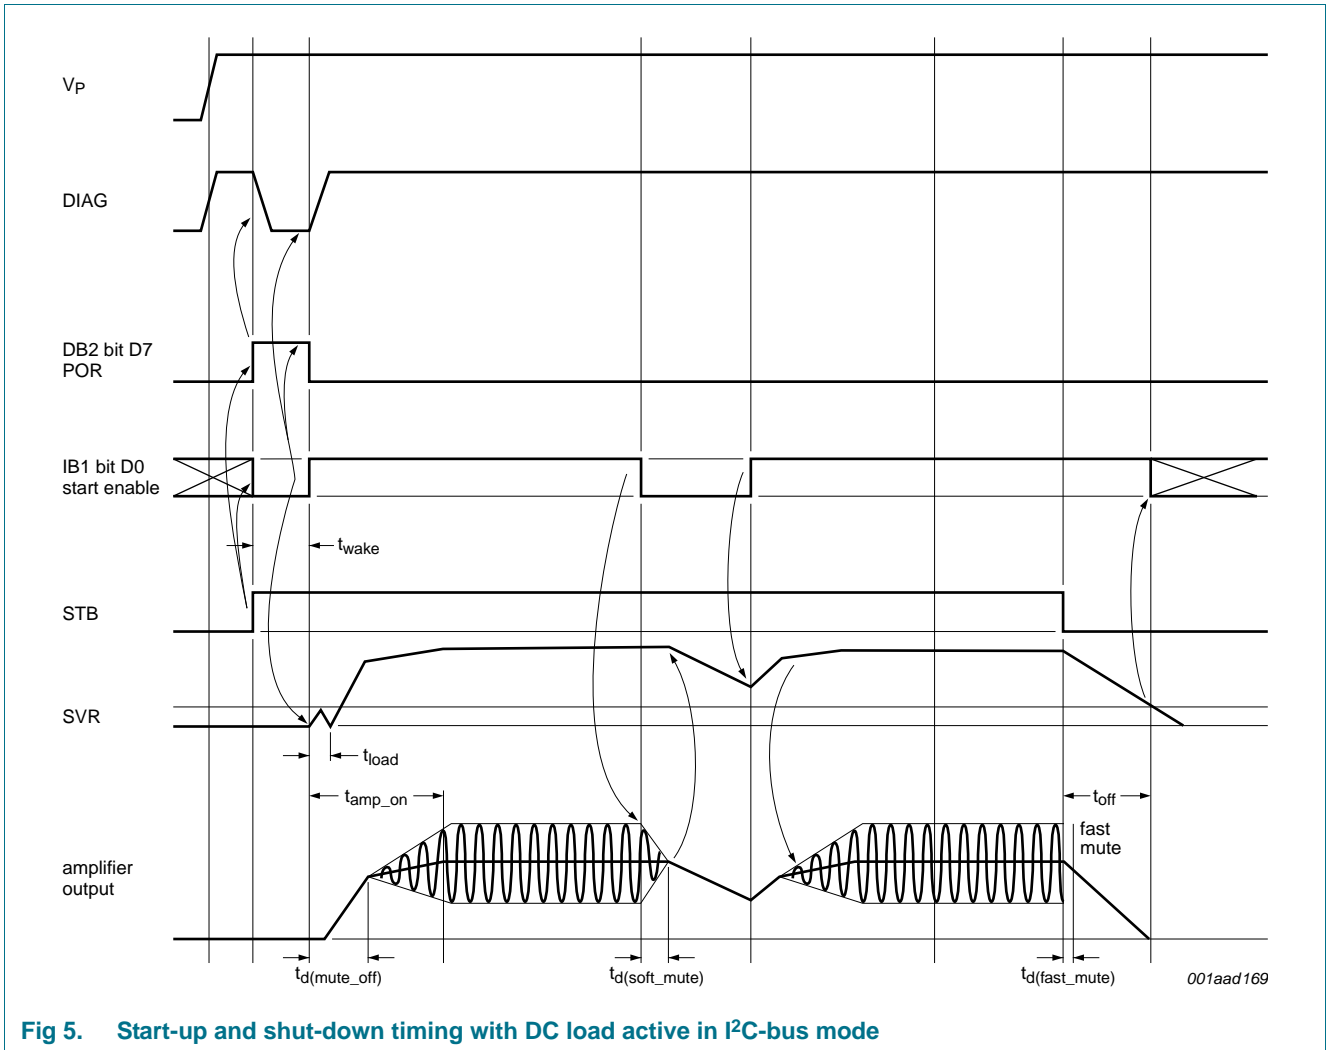 VP
DIAG
DB2 bit D7
POR
IB1 bit D0
start enable
twake
STB
SVR
tload
tamp_on
toff
fast
mute
amplifier
output
td(mute_off)
td(soft_mute)
td(fast_mute)
001aad169
Fig 5. Start-up and shut-down timing with DC load active in I²C-bus mode